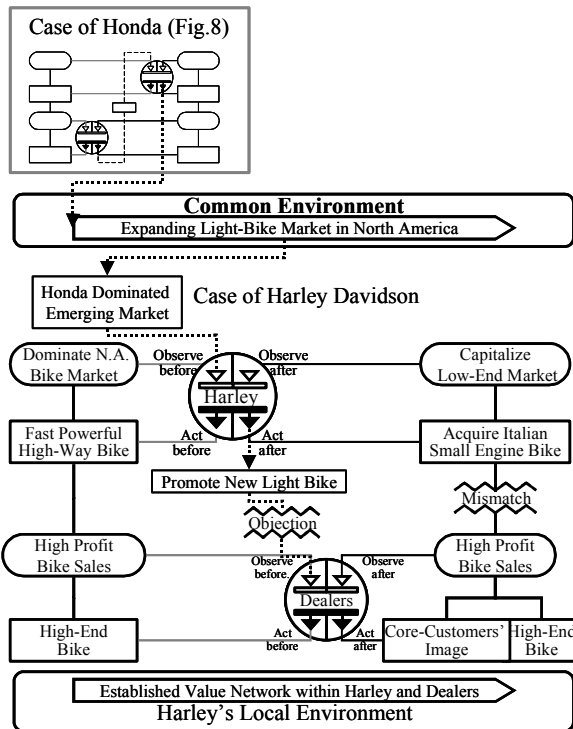 Case of Honda (Fig.8)
Common Environment
Expanding Light-Bike Market in North America
Honda Dominated
Emerging Market
Case of Harley Davidson
Dominate N.A.
Bike Market
Observe
before
Observe
after
Capitalize
Low-End Market
Harley
Fast Powerful
High-Way Bike
Act
before
Act
after
Acquire Italian
Small Engine Bike
Promote New Light Bike
Mismatch
Objection
High Profit
Bike Sales
Observe
before.
Observe
after
High Profit
Bike Sales
Dealers
High-End
Bike
Act
before
Act
after
Core-Customers'
Image
High-End
Bike
Established Value Network within Harley and Dealers
Harley's Local Environment